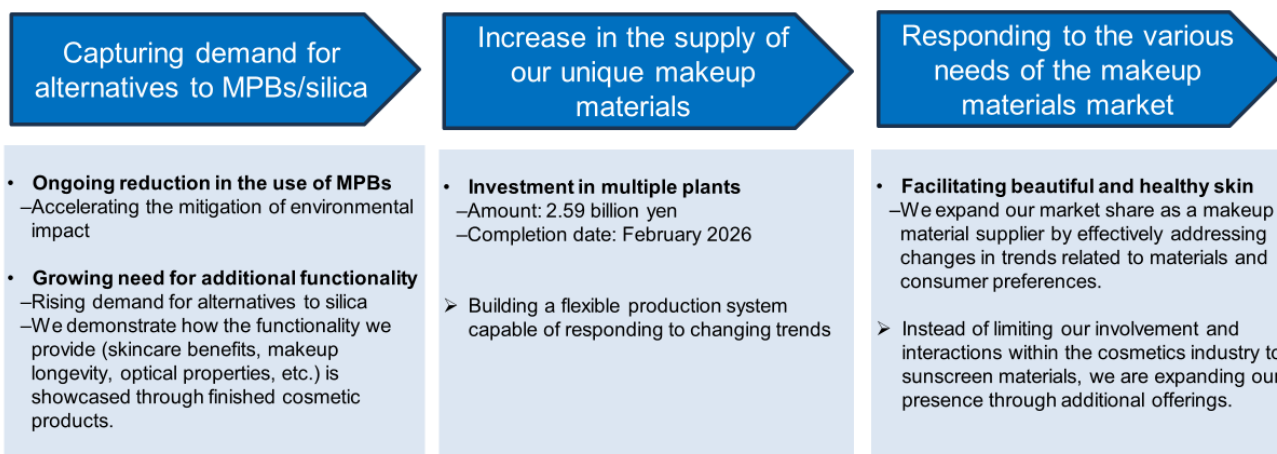 Capturing demand for
alternatives to MPBs/silica
Increase in the supply of
our unique makeup
materials
Responding to the various
needs of the makeup
materials market
• Ongoing reduction in the use of MPBs
–Accelerating the mitigation of environmental
impact
• Growing need for additional functionality
–Rising demand for alternatives to silica
–We demonstrate how the functionality we
provide (skincare benefits, makeup
longevity, optical properties, etc.) is
showcased through finished cosmetic
products.
• Investment in multiple plants
–Amount: 2.59 billion yen
–Completion date: February 2026
➢ Building a flexible production system
capable of responding to changing trends
• Facilitating beautiful and healthy skin
–We expand our market share as a makeup
material supplier by effectively addressing
changes in trends related to materials and
consumer preferences.
➢ Instead of limiting our involvement and
interactions within the cosmetics industry to
sunscreen materials, we are expanding our
presence through additional offerings.